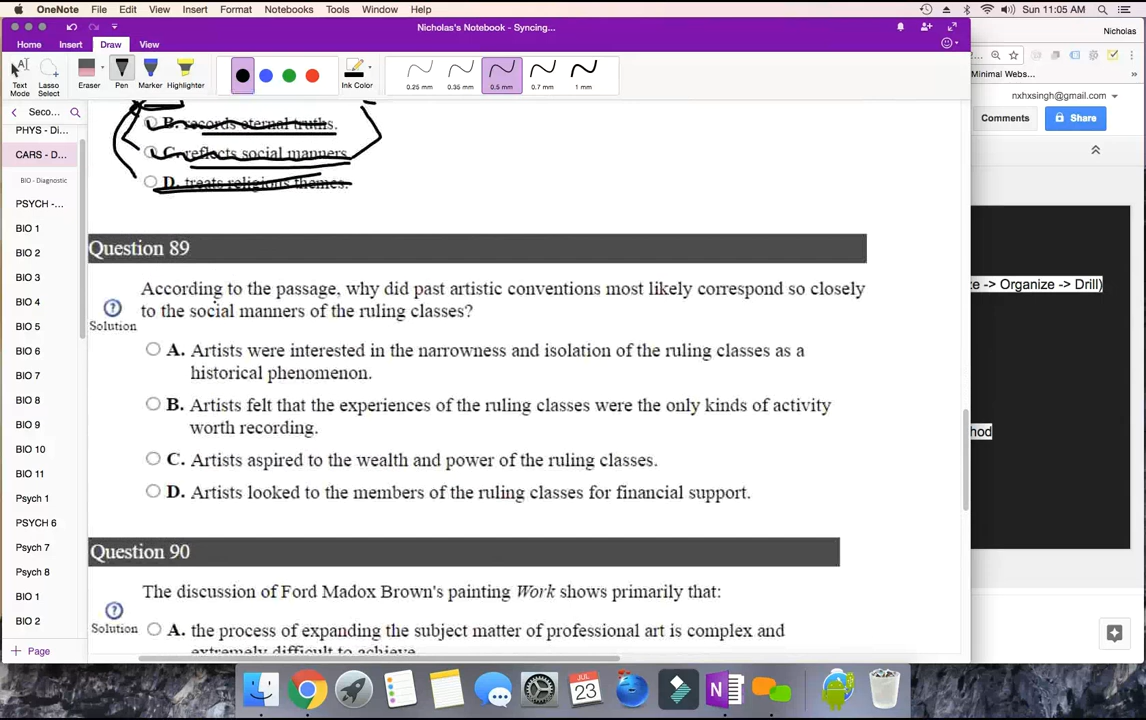 OneNote File Edit View Insert Format Notebooks Tools Window Help Sun 11:05 AM
Nicholas's Notebook - Syncing...
Nicholas
Home Insert Draw View
Text Mode
Lasso Select
Eraser
Pen
Marker
Highlighter
Ink Color
0.25 mm 0.35 mm 0.5 mm 0.7 mm 1 mm
Minimal Webs...
nxhxsingh@gmail.com
Comments
Share
Seco...
PHYS - Di...
CARS - D...
BIO - Diagnostic
PSYCH -...
BIO 1
BIO 2
BIO 3
BIO 4
BIO 5
BIO 6
BIO 7
BIO 8
BIO 9
BIO 10
BIO 11
Psych 1
PSYCH 6
Psych 7
Psych 8
BIO 1
BIO 2
+ Page
B. records eternal truths.
C. reflects social manners.
D. treats religious themes.
Question 89
According to the passage, why did past artistic conventions most likely correspond so closely
to the social manners of the ruling classes?
Solution
A. Artists were interested in the narrowness and isolation of the ruling classes as a
historical phenomenon.
B. Artists felt that the experiences of the ruling classes were the only kinds of activity
worth recording.
C. Artists aspired to the wealth and power of the ruling classes.
D. Artists looked to the members of the ruling classes for financial support.
Question 90
The discussion of Ford Madox Brown's painting Work shows primarily that:
Solution
A. the process of expanding the subject matter of professional art is complex and
extremely difficult to achieve.
ze -> Organize -> Drill)
hod
JUL
23